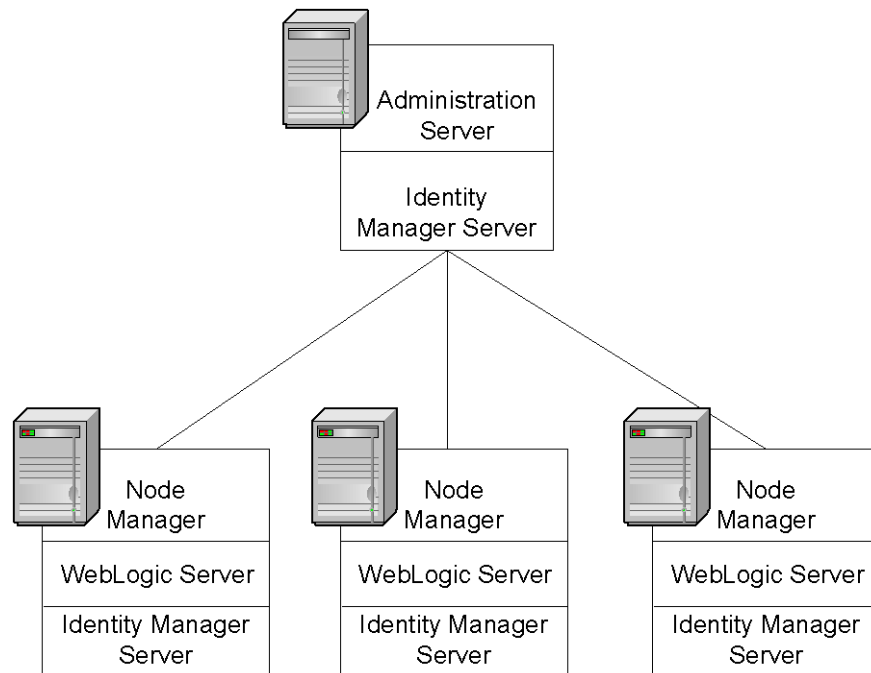 Administration
Server
Identity
Manager Server
Node
Manager
WebLogic Server
Identity Manager
Server
Node
Manager
WebLogic Server
Identity Manager
Server
Node
Manager
WebLogic Server
Identity Manager
Server